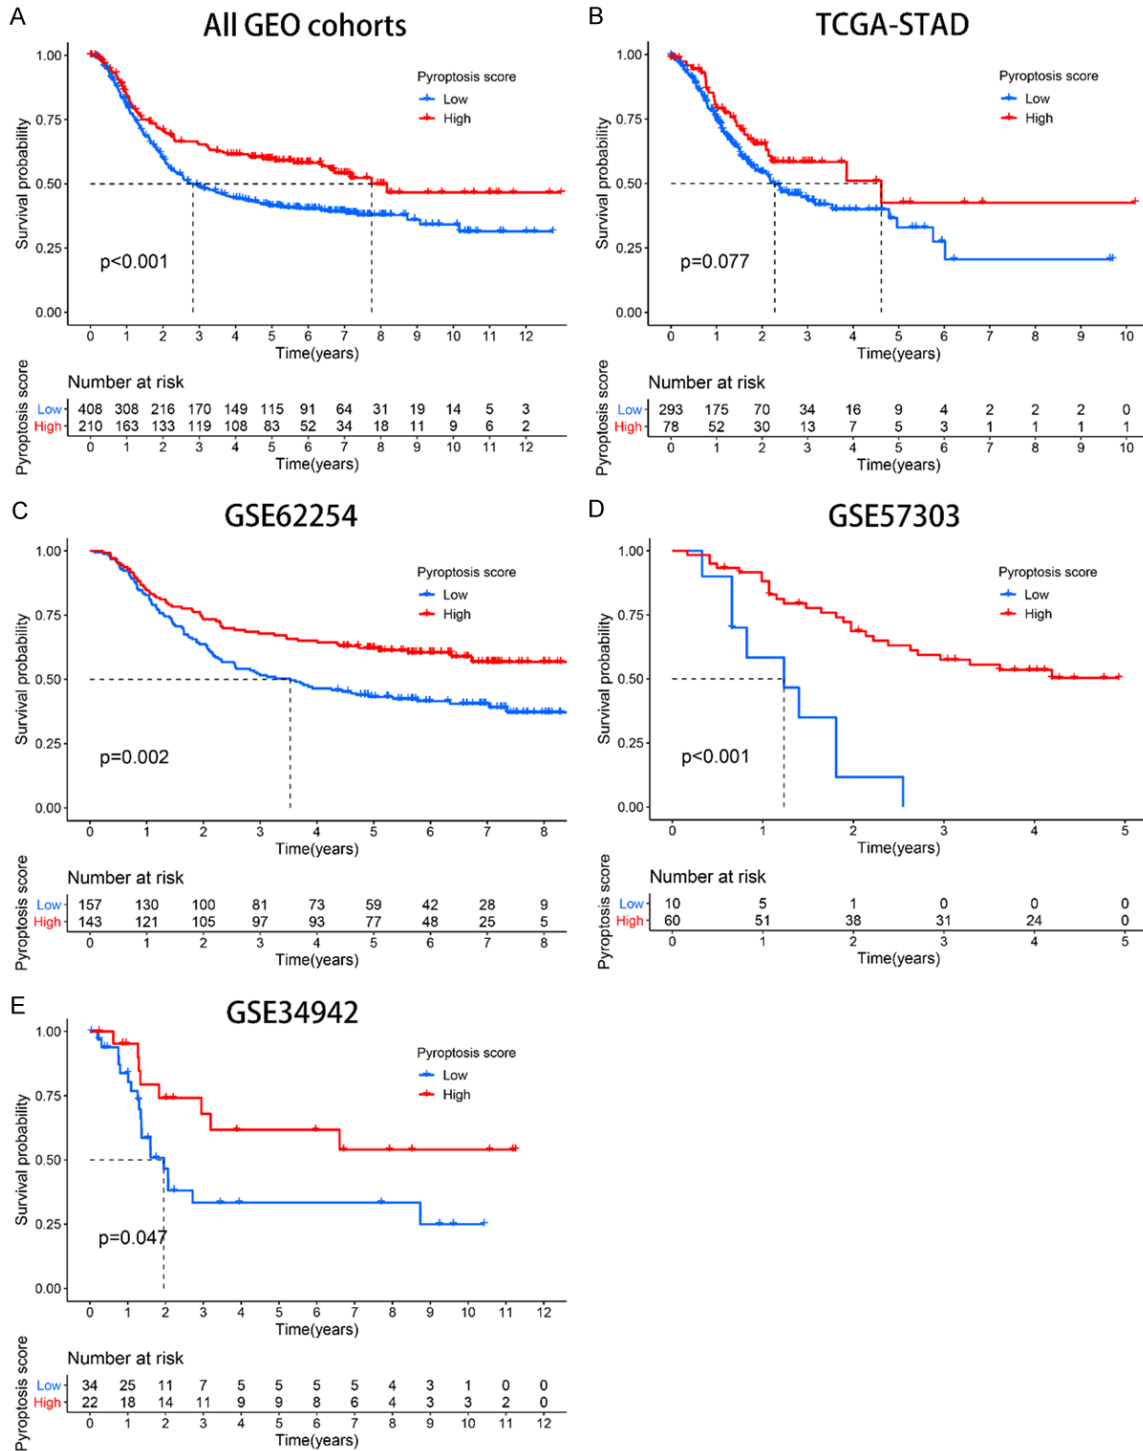 A
All GEO cohorts
Survival probability
1.00
0.75
0.50
0.25
0.00
Pyroptosis score
Low
High
p<0.001
0 1 2 3 4 5 6 7 8 9 10 11 12
Time(years)
Pyroptosis score
Number at risk
Low 408 308 216 170 149 115 91 64 31 19 14 5 3
High 210 163 133 119 108 83 52 34 18 11 9 6 2
0 1 2 3 4 5 6 7 8 9 10 11 12
Time(years)
B
TCGA-STAD
Survival probability
1.00
0.75
0.50
0.25
0.00
Pyroptosis score
Low
High
p=0.077
0 1 2 3 4 5 6 7 8 9 10
Time(years)
Pyroptosis score
Number at risk
Low 293 175 70 34 16 9 4 2 2 2 0
High 78 52 30 13 7 5 3 1 1 1 1
0 1 2 3 4 5 6 7 8 9 10
Time(years)
C
GSE62254
Survival probability
1.00
0.75
0.50
0.25
0.00
Pyroptosis score
Low
High
p=0.002
0 1 2 3 4 5 6 7 8
Time(years)
Pyroptosis score
Number at risk
Low 157 130 100 81 73 59 42 28 9
High 143 121 105 97 93 77 48 25 5
0 1 2 3 4 5 6 7 8
Time(years)
D
GSE57303
Survival probability
1.00
0.75
0.50
0.25
0.00
Pyroptosis score
Low
High
p<0.001
0 1 2 3 4 5
Time(years)
Pyroptosis score
Number at risk
Low 10 5 1 0 0 0
High 60 51 38 31 24 0
0 1 2 3 4 5
Time(years)
E
GSE34942
Survival probability
1.00
0.75
0.50
0.25
0.00
Pyroptosis score
Low
High
p=0.047
0 1 2 3 4 5 6 7 8 9 10 11 12
Time(years)
Pyroptosis score
Number at risk
Low 34 25 11 7 5 5 5 5 4 3 1 0 0
High 22 18 14 11 9 9 8 6 4 3 3 2 0
0 1 2 3 4 5 6 7 8 9 10 11 12
Time(years)